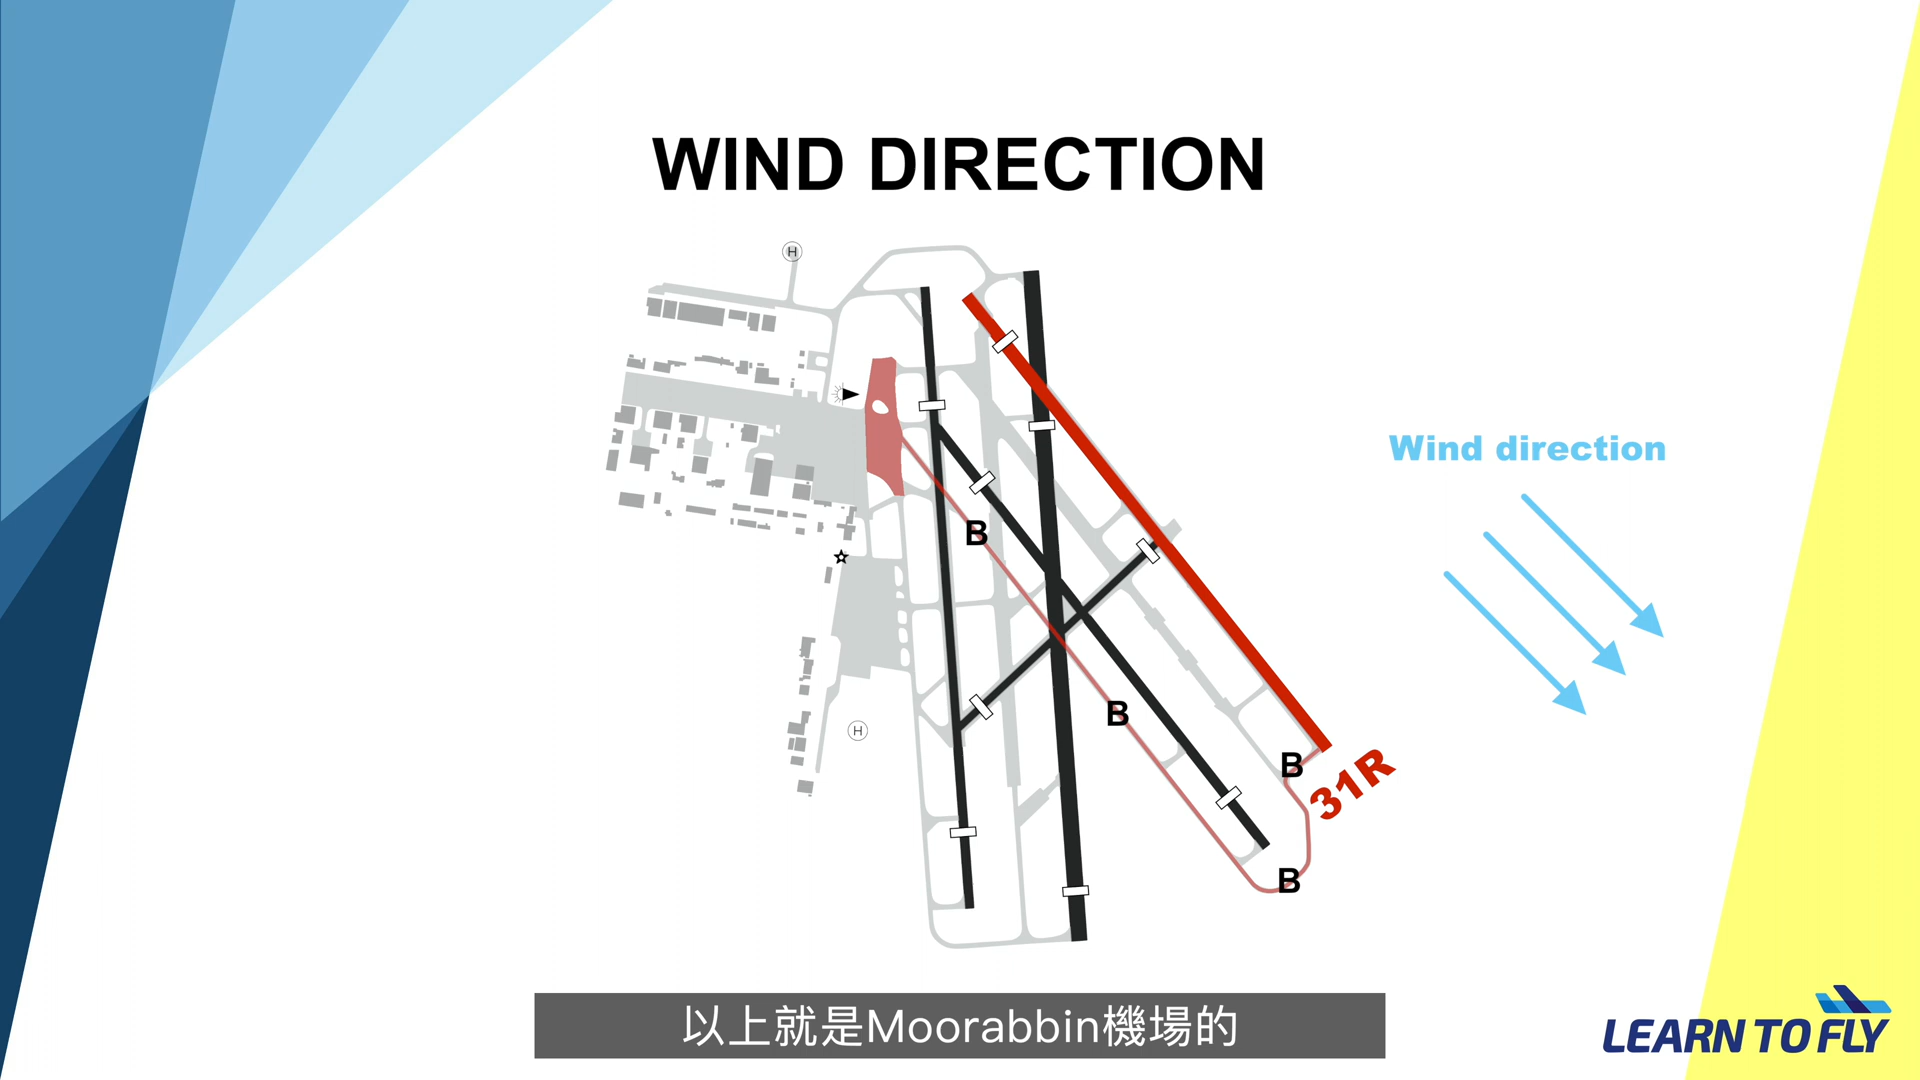 WIND DIRECTION
H
Wind direction
B
B
H
B
31R
B
以上就是Moorabbin機場的
LEARN TO FLY